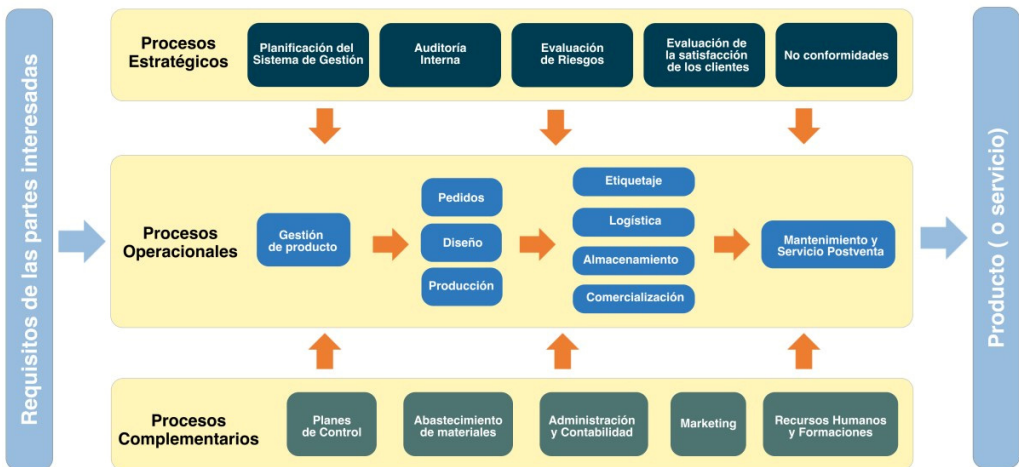 Requisitos de las partes interesadas
Procesos
Estratégicos
Planificación del
Sistema de Gestión
Auditoría
Interna
Evaluación
de Riesgos
Evaluación de
la satisfacción
de los clientes
No conformidades
Procesos
Operacionales
Gestión
de producto
Pedidos
Diseño
Producción
Etiquetaje
Logística
Almacenamiento
Comercialización
Mantenimiento y
Servicio Postventa
Procesos
Complementarios
Planes
de Control
Abastecimiento
de materiales
Administración
y Contabilidad
Marketing
Recursos Humanos
y Formaciones
Producto ( o servicio)